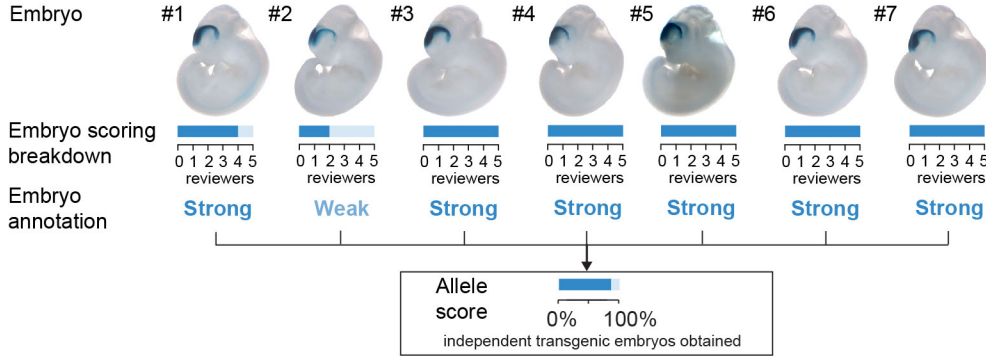 Embryo
#1 #2 #3 #4 #5 #6 #7
Embryo scoring
breakdown
0 1 2 3 4 5 0 1 2 3 4 5 0 1 2 3 4 5 0 1 2 3 4 5 0 1 2 3 4 5 0 1 2 3 4 5 0 1 2 3 4 5
reviewers reviewers reviewers reviewers reviewers reviewers reviewers
Embryo
annotation
Strong Weak Strong Strong Strong Strong Strong
Allele
score
0% 100%
independent transgenic embryos obtained